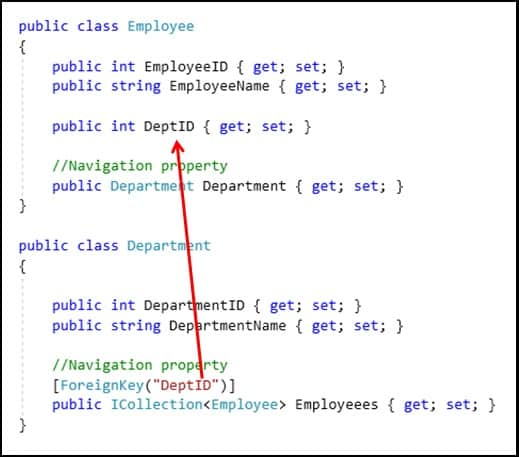 public class Employee
{
public int EmployeeID { get; set; }
public string EmployeeName { get; set; }
public int DeptID { get; set; }
//Navigation property
public Department Department { get; set; }
}
public class Department
{
public int DepartmentID { get; set; }
public string DepartmentName { get; set; }
//Navigation property
[ForeignKey("DeptID")]
public ICollection<Employee> Employeees { get; set; }
}